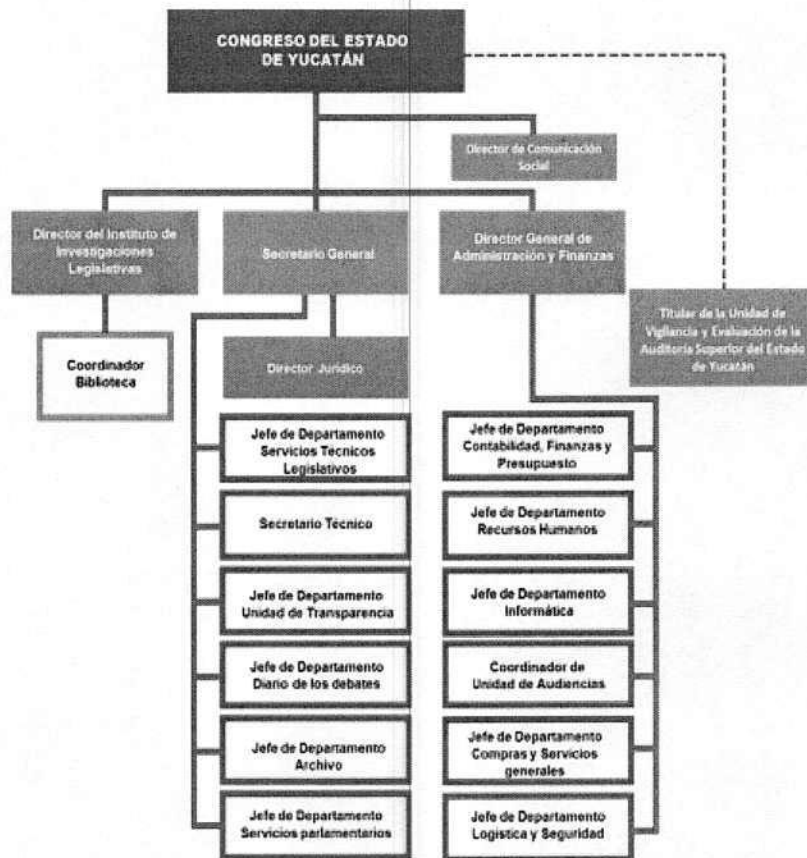 CONGRESO DEL ESTADO
DE YUCATÁN
Director de Comunicación
Social
Director del Instituto de
Investigaciones
Legislativas
Secretario General
Director General de
Administración y Finanzas
Titular de la Unidad de
Vigilancia y Evaluación de la
Auditoría Superior del Estado
de Yucatán
Coordinador
Biblioteca
Director Jurídico
Jefe de Departamento
Servicios Técnicos
Legislativos
Secretario Técnico
Jefe de Departamento
Unidad de Transparencia
Jefe de Departamento
Diario de los debates
Jefe de Departamento
Archivo
Jefe de Departamento
Servicios parlamentarios
Jefe de Departamento
Contabilidad, Finanzas y
Presupuesto
Jefe de Departamento
Recursos Humanos
Jefe de Departamento
Informática
Coordinador de
Unidad de Audiencias
Jefe de Departamento
Compras y Servicios
generales
Jefe de Departamento
Logística y Seguridad